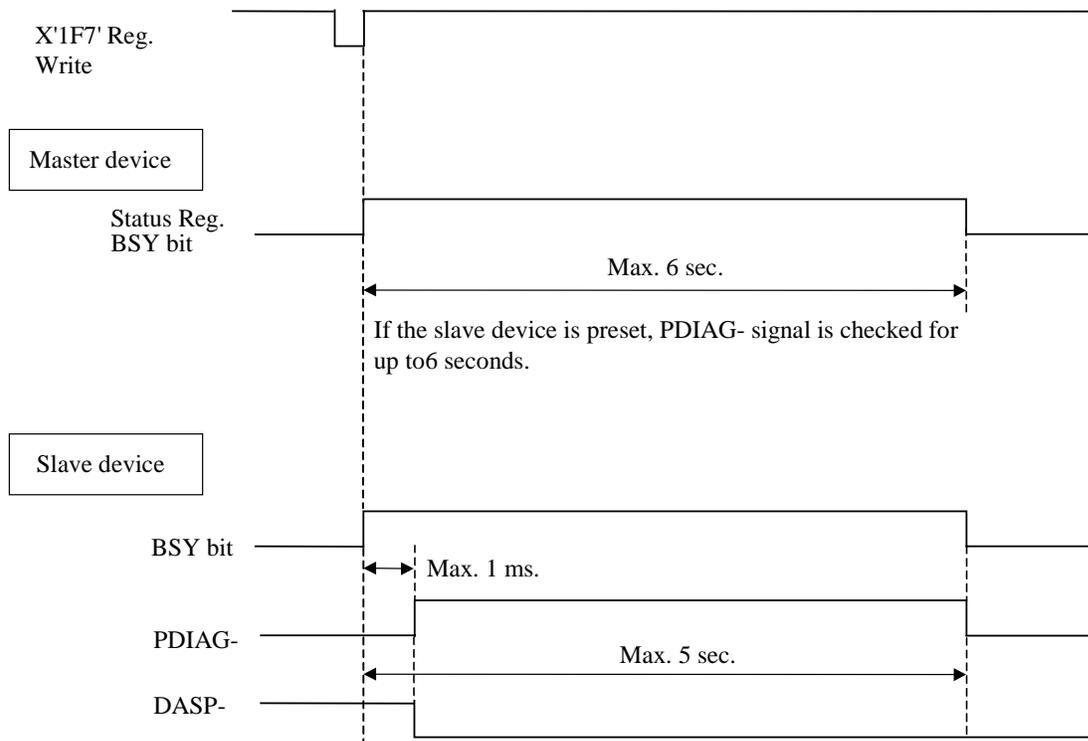 X'1F7' Reg.
Write
Master device
Status Reg.
BSY bit
Max. 6 sec.
If the slave device is preset, PDIAG- signal is checked for
up to6 seconds.
Slave device
BSY bit
Max. 1 ms.
PDIAG-
Max. 5 sec.
DASP-